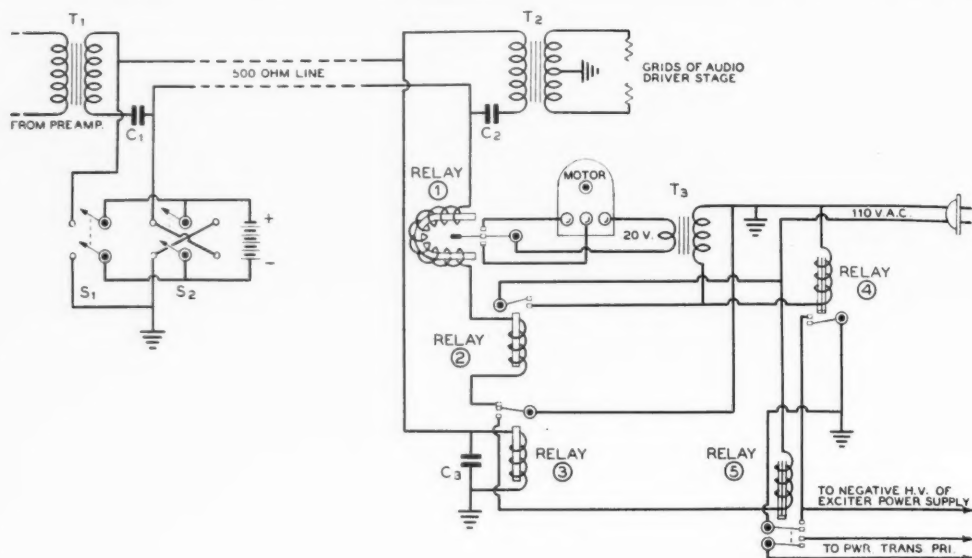 T1
T2
500 OHM LINE
GRIDS OF AUDIO
DRIVER STAGE
FROM PREAMP.
C1
C2
RELAY
1
MOTOR
T3
110 V. A.C.
20 V.
+
-
S1
S2
RELAY
4
RELAY
2
C3
RELAY
3
RELAY
5
TO NEGATIVE H.V. OF
EXCITER POWER SUPPLY
TO PWR. TRANS. PRI.